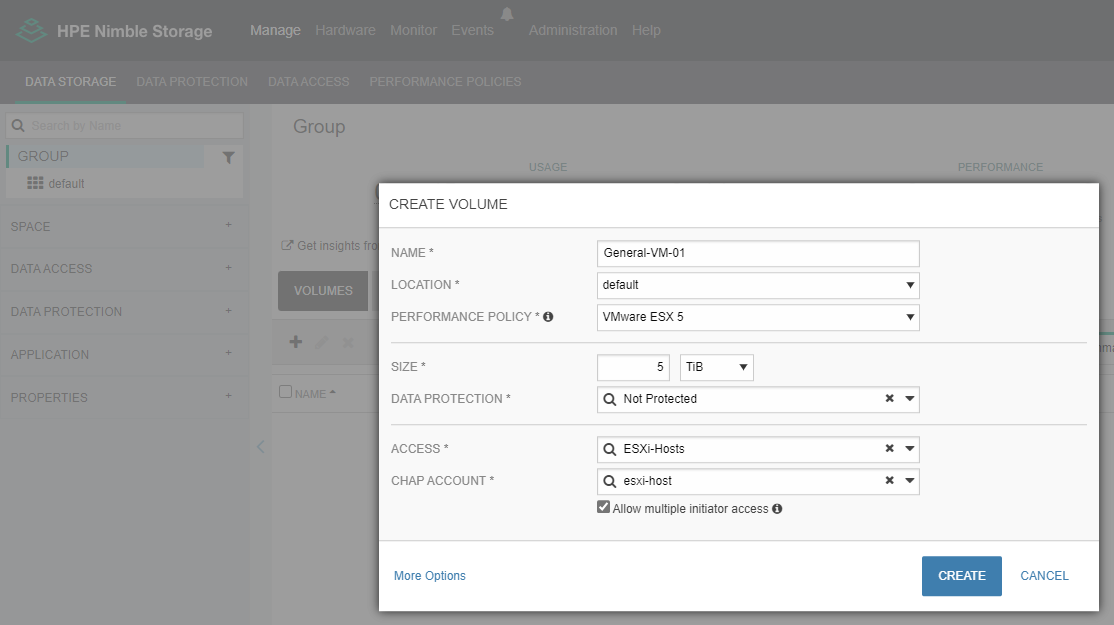 HPE Nimble Storage Manage Hardware Monitor Events Administration Help
DATA STORAGE DATA PROTECTION DATA ACCESS PERFORMANCE POLICIES
Search by Name
GROUP
default
SPACE +
DATA ACCESS +
DATA PROTECTION +
APPLICATION +
PROPERTIES +
Group
USAGE PERFORMANCE
Get insights
VOLUMES
NAME
CREATE VOLUME
NAME * General-VM-01
LOCATION * default
PERFORMANCE POLICY * VMware ESX 5
SIZE * 5 TiB
DATA PROTECTION * Not Protected
ACCESS * ESXi-Hosts
CHAP ACCOUNT * esxi-host
Allow multiple initiator access
More Options CREATE CANCEL